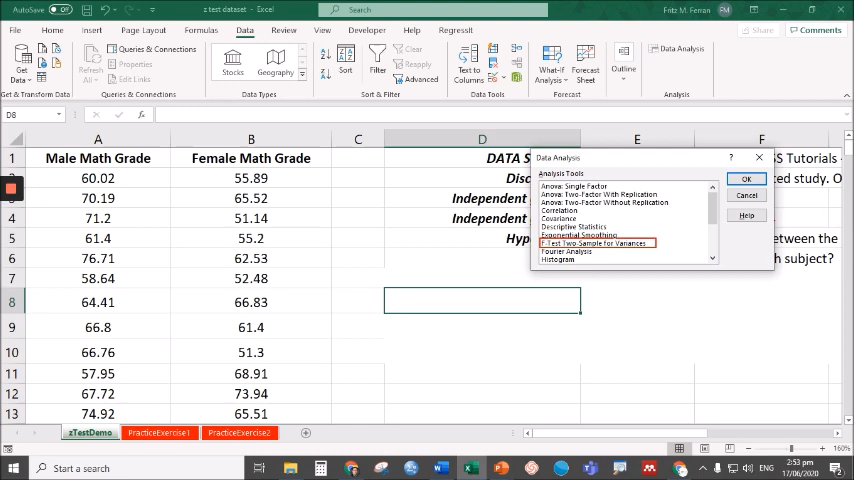 AutoSave Off z test dataset - Excel Search Fritz M. Ferran FM
File Home Insert Page Layout Formulas Data Review View Developer Help RegressIt Share Comments
Get Data Refresh All Queries & Connections Properties Edit Links Stocks Geography Sort Filter Clear Reapply Advanced Text to Columns What-If Analysis Forecast Sheet Outline Data Analysis
Get & Transform Data Queries & Connections Data Types Sort & Filter Data Tools Forecast Analysis
D8 fx
A B C D E F
1 Male Math Grade Female Math Grade DATA S SS Tutorials -
2 60.02 55.89 Disc ted study. O
3 70.19 65.52 Independent
4 71.2 51.14 Independent
5 61.4 55.2 Hyp between the
6 76.71 62.53 h subject?
7 58.64 52.48
8 64.41 66.83
9 66.8 61.4
10 66.76 51.3
11 57.95 68.91
12 67.72 73.94
13 74.92 65.51
Data Analysis ? ×
Analysis Tools
Anova: Single Factor
Anova: Two-Factor With Replication
Anova: Two-Factor Without Replication
Correlation
Covariance
Descriptive Statistics
Exponential Smoothing
F-Test Two-Sample for Variances
Fourier Analysis
Histogram
OK
Cancel
Help
zTestDemo PracticeExercise1 PracticeExercise2
160%
Start a search
ENG 2:53 pm
17/06/2020